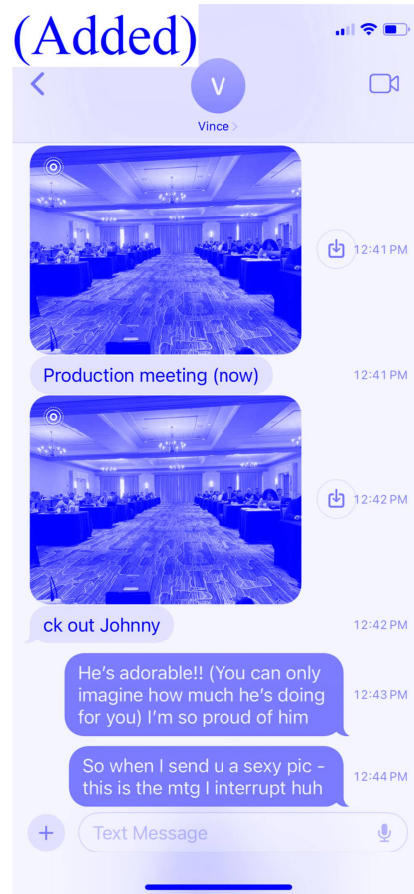 (Added)
V
Vince >
12:41 PM
Production meeting (now)
12:41 PM
12:42 PM
ck out Johnny
12:42 PM
He's adorable!! (You can only
imagine how much he's doing
for you) I'm so proud of him
12:43 PM
So when I send u a sexy pic -
this is the mtg I interrupt huh
12:44 PM
Text Message